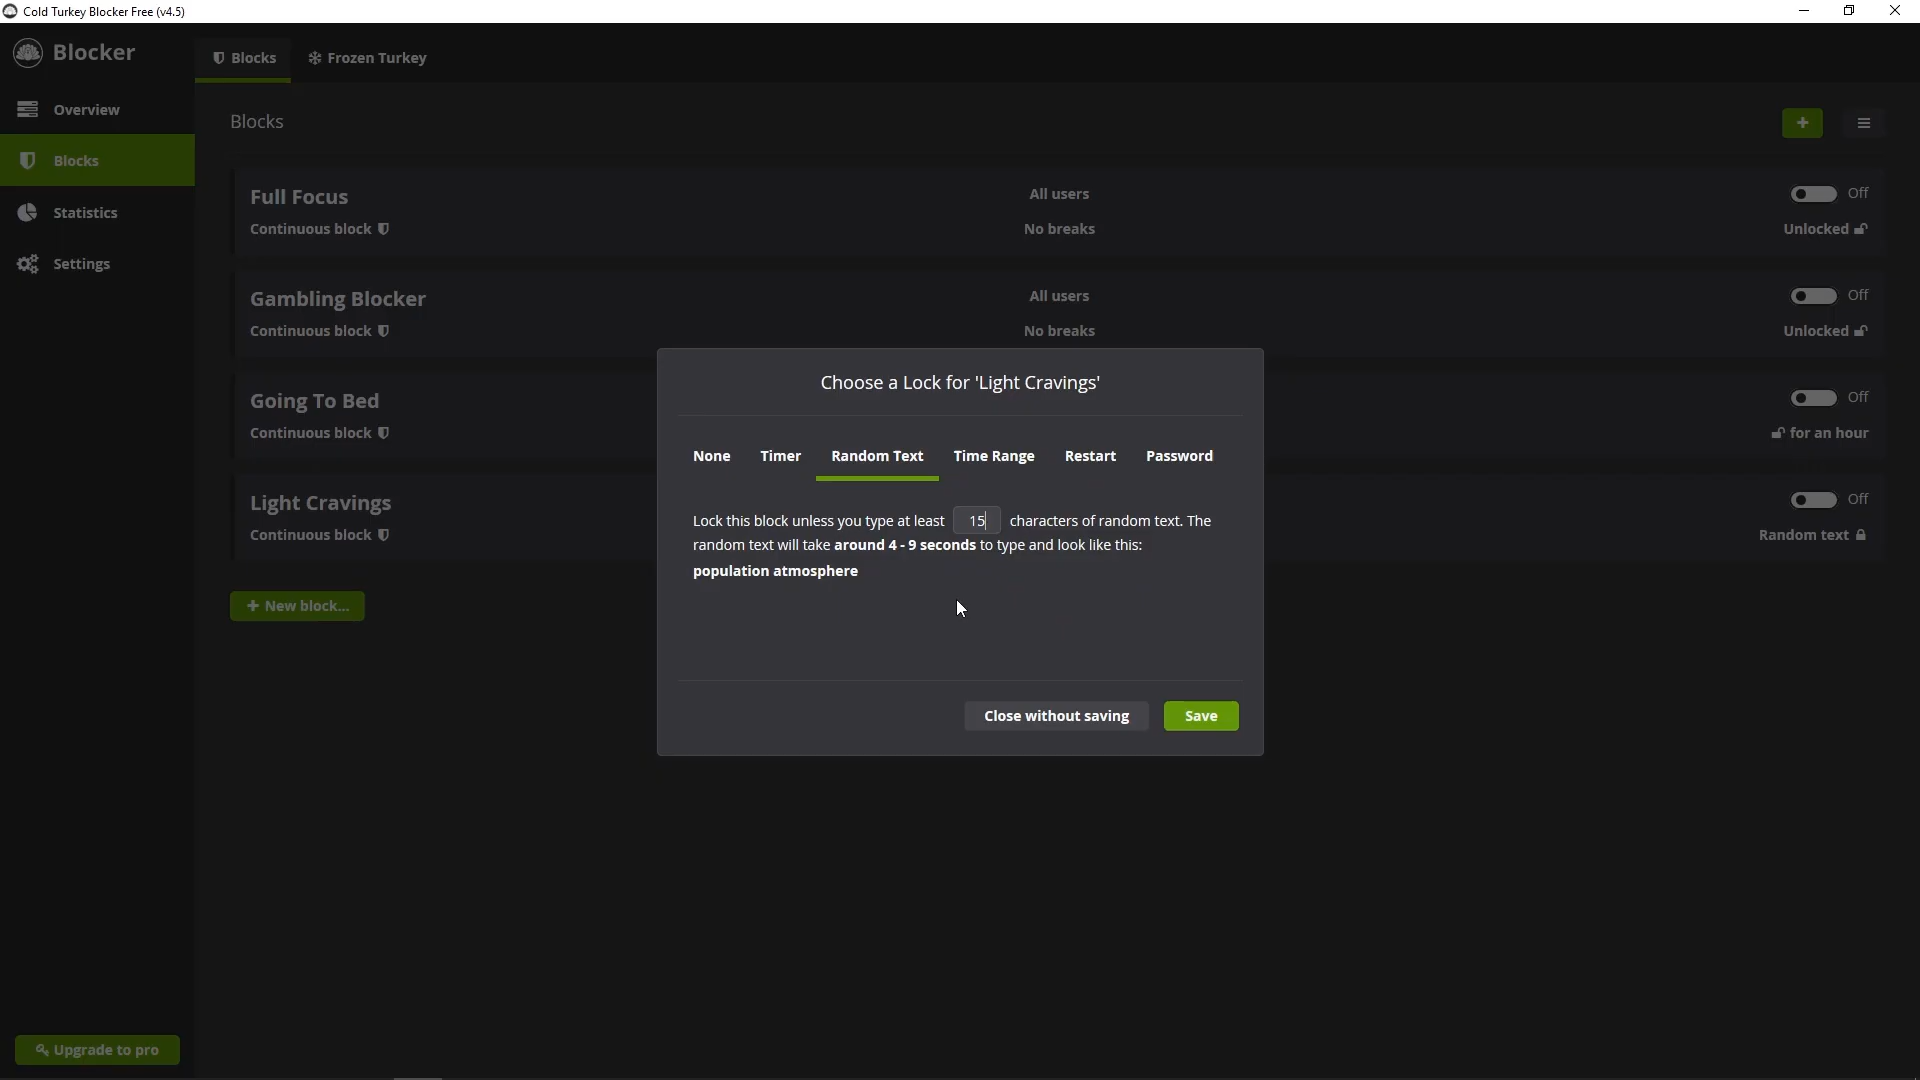 Cold Turkey Blocker Free (v4.5)
Blocker
Blocks
Frozen Turkey
Overview
Blocks
Statistics
Settings
Blocks
+
Full Focus
All users
Off
Continuous block
No breaks
Unlocked
Gambling Blocker
All users
Off
Continuous block
No breaks
Unlocked
Going To Bed
Off
Continuous block
for an hour
Light Cravings
Off
Continuous block
Random text
+ New block...
Choose a Lock for 'Light Cravings'
None Timer Random Text Time Range Restart Password
Lock this block unless you type at least 15 characters of random text. The
random text will take around 4 - 9 seconds to type and look like this:
population atmosphere
Close without saving
Save
Upgrade to pro